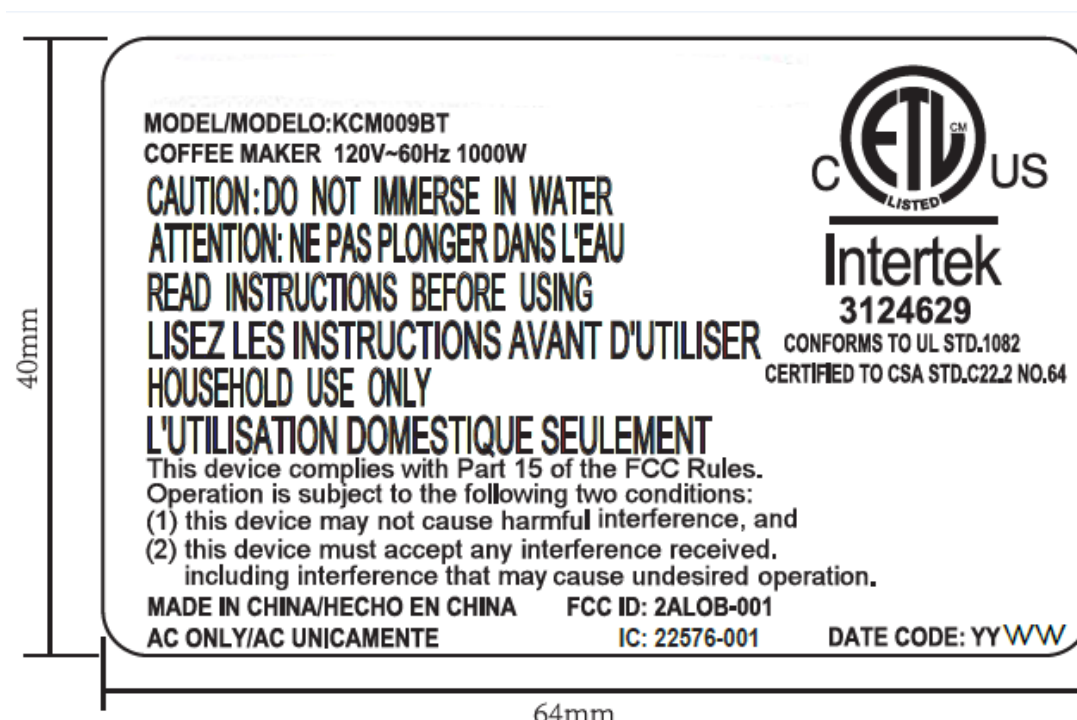 MODEL/MODELO:KCM009BT
COFFEE MAKER 120V~60Hz 1000W
CAUTION: DO NOT IMMERSE IN WATER
ATTENTION: NE PAS PLONGER DANS L'EAU
READ INSTRUCTIONS BEFORE USING
LISEZ LES INSTRUCTIONS AVANT D'UTILISER
HOUSEHOLD USE ONLY
L'UTILISATION DOMESTIQUE SEULEMENT
This device complies with Part 15 of the FCC Rules.
Operation is subject to the following two conditions:
(1) this device may not cause harmful interference, and
(2) this device must accept any interference received.
including interference that may cause undesired operation.
MADE IN CHINA/HECHO EN CHINA FCC ID: 2ALOB-001
AC ONLY/AC UNICAMENTE IC: 22576-001 DATE CODE: YYWW
C ETL CM US
LISTED
Intertek
3124629
CONFORMS TO UL STD.1082
CERTIFIED TO CSA STD.C22.2 NO.64
40mm
64mm